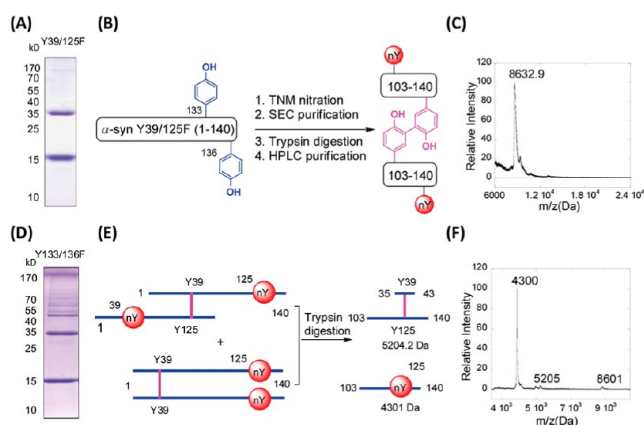 (A)
Y39/125F
kD
170
70
55
40
35
25
15
10
(B)
OH
133
α-syn Y39/125F (1-140)
136
OH
1. TNM nitration
2. SEC purification
3. Trypsin digestion
4. HPLC purification
nY
103-140
OH
OH
103-140
nY
(C)
Relative Intensity
120
100
80
60
40
20
0
8632.9
6000
1.2 10⁴
1.8 10⁴
2.4 10⁴
m/z(Da)
(D)
Y133/136F
kD
170
70
55
40
35
25
15
10
(E)
Y39
125
1
nY
39
140
nY
1
Y125
+
Y39
125
nY
1
140
nY
Y39
Trypsin
digestion
Y39
35
43
103
140
Y125
5204.2 Da
125
103
nY
140
4301 Da
(F)
Relative Intensity
120
100
80
60
40
20
0
4300
5205
8601
4 10³
5 10³
7 10³
9 10³
m/z(Da)